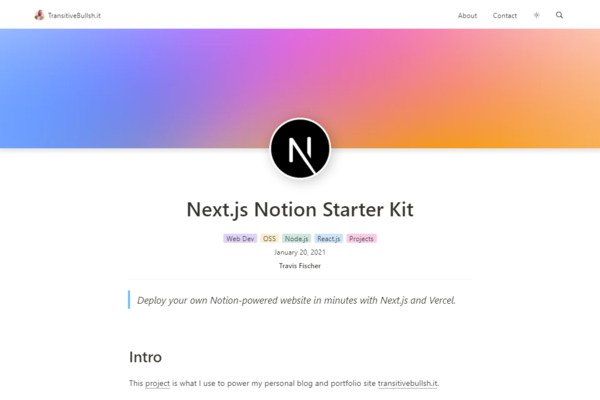 TransitiveBullsh.it About Contact
N
Next.js Notion Starter Kit
Web Dev OSS Node.js React.js Projects
January 20, 2021
Travis Fischer
Deploy your own Notion-powered website in minutes with Next.js and Vercel.
Intro
This project is what I use to power my personal blog and portfolio site transitivebullsh.it.